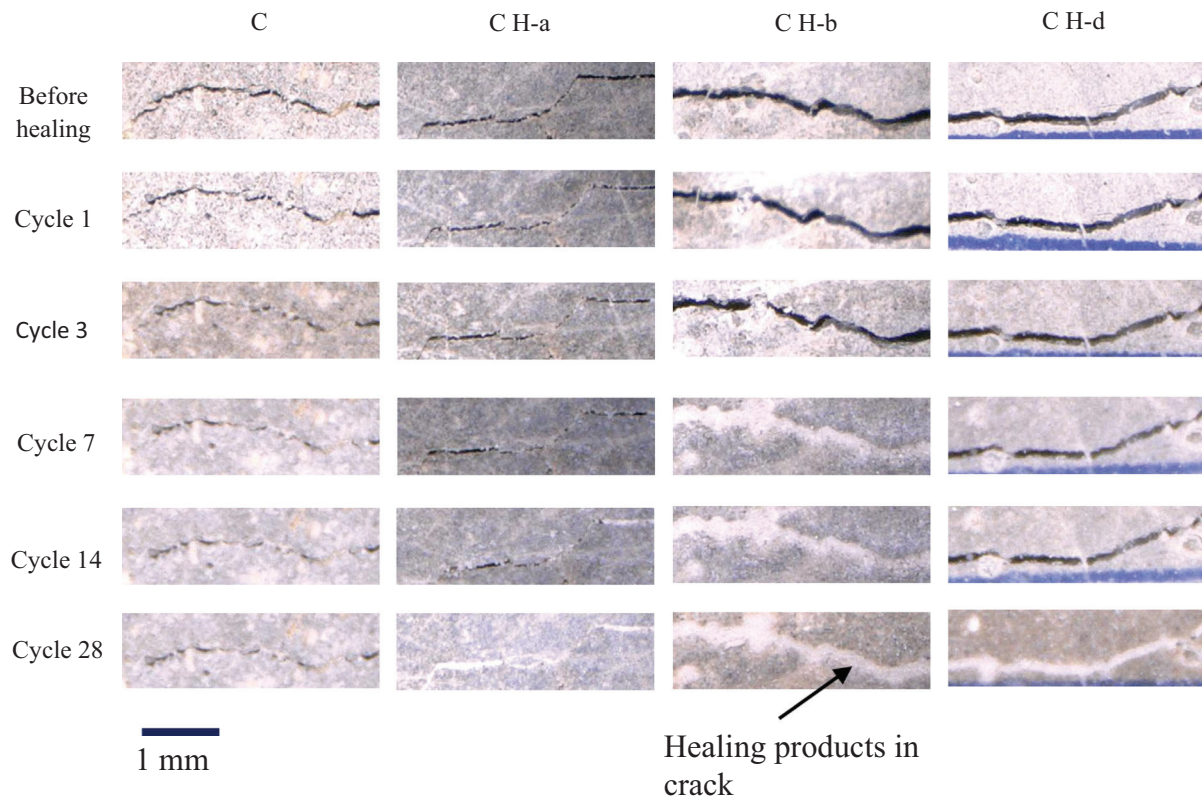 C C H-a C H-b C H-d
Before
healing
Cycle 1
Cycle 3
Cycle 7
Cycle 14
Cycle 28
1 mm
Healing products in
crack